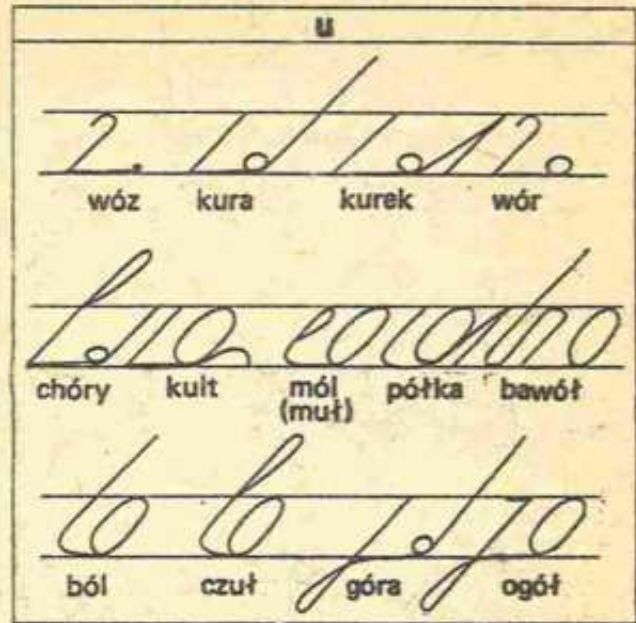 u
wóz kura kurek wór
chóry kult mól półka bawół
(muł)
ból czuł góra ogół